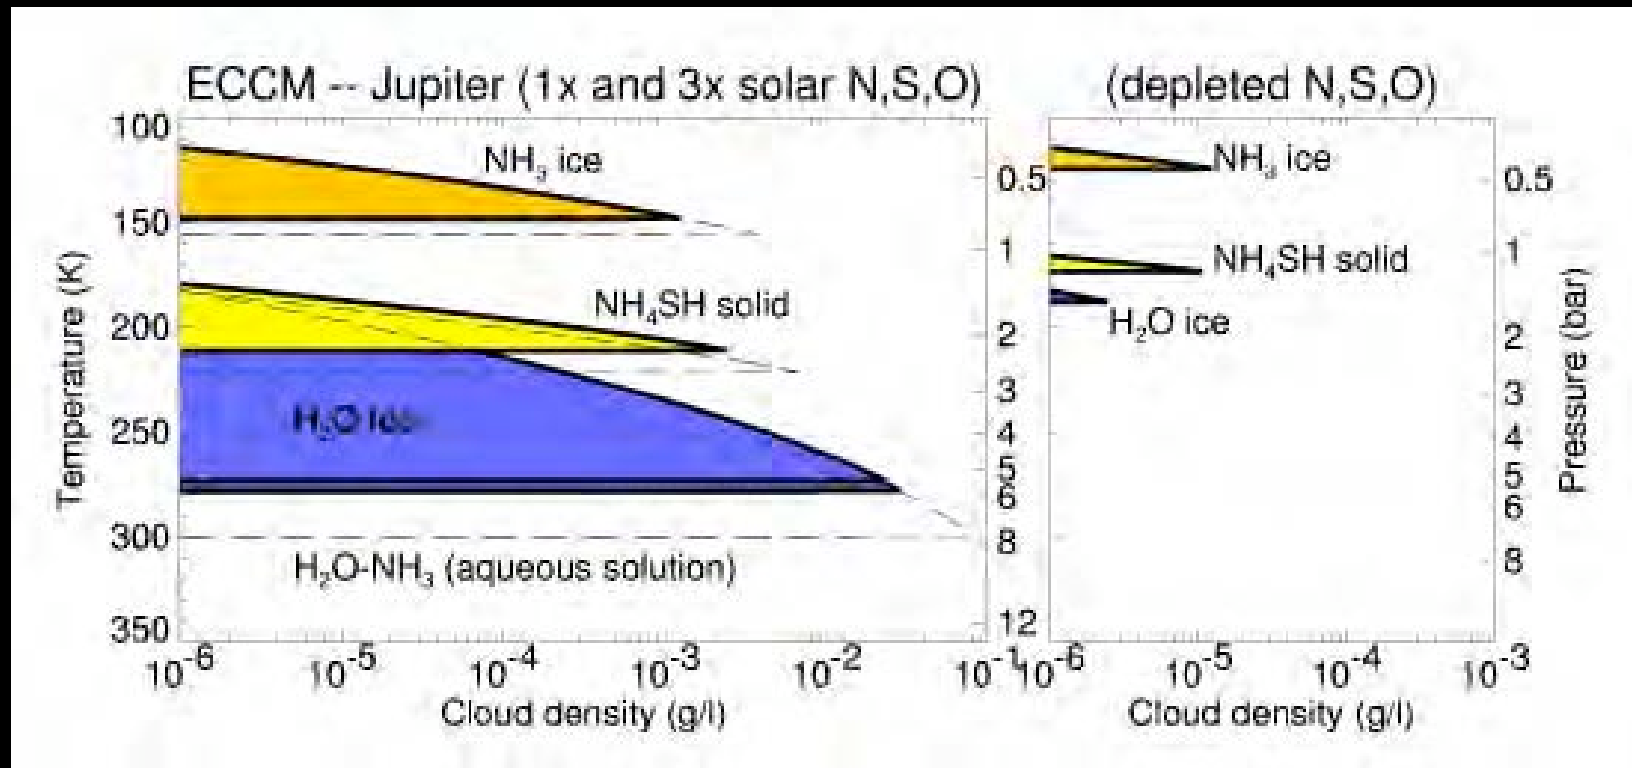 ECCM -- Jupiter (1x and 3x solar N,S,O)
(depleted N,S,O)
Temperature (K)
100
150
200
250
300
350
NH₃ ice
NH₄SH solid
H₂O Ice
H₂O-NH₃ (aqueous solution)
10⁻⁶ 10⁻⁵ 10⁻⁴ 10⁻³ 10⁻² 10⁻¹
Cloud density (g/l)
0.5
1
2
3
4
5
6
8
12
NH₃ ice
NH₄SH solid
H₂O ice
10⁻⁶ 10⁻⁵ 10⁻⁴ 10⁻³
Cloud density (g/l)
0.5
1
2
3
4
5
6
8
Pressure (bar)